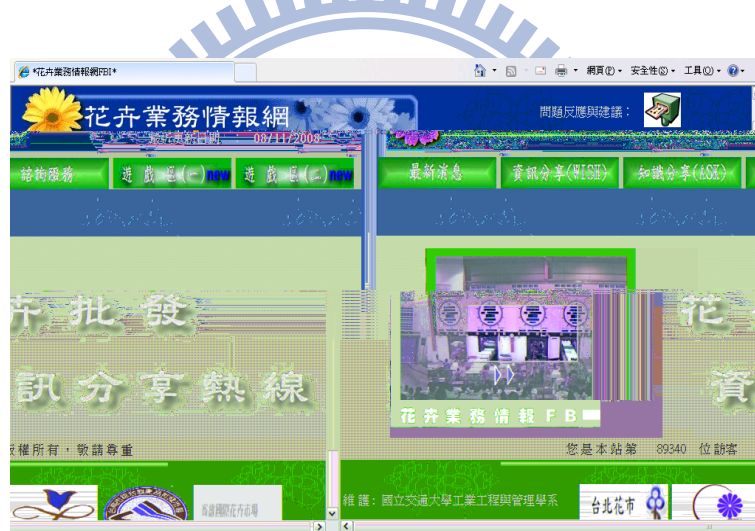 *花卉業務情報網FBI*
網頁(P) 安全性(S) 工具(O)
花卉業務情報網
問題反應與建議：
08/11/2008
諮詢服務 遊戲區(一)new 遊戲區(二)new 最新消息 資訊分享(WISH) 知識分享(ASK)
卉批發 花
訊分享熱線 資
花卉業務情報FB
權所有，敬請尊重
您是本站第 89340 位訪客
維護：國立交通大學工業工程與管理學系
台北花市